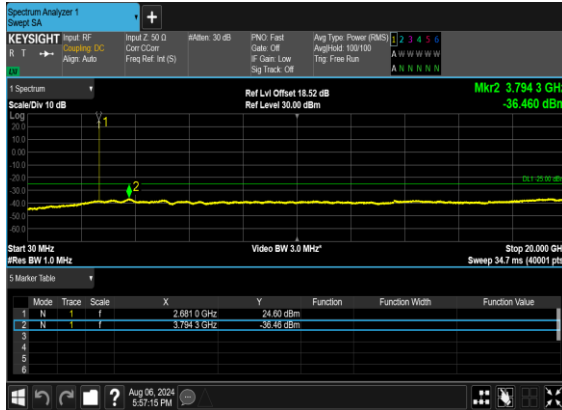 Spectrum Analyzer 1
Swept SA
+
KEYSIGHT Input: RF Input Z: 50 Ω #Atten: 30 dB PNO: Fast Avg Type: Power (RMS) 1 2 3 4 5 6
R T Coupling: DC Corr CCorr Gate: Off Avg|Hold: 100/100 A W W W W W
Align: Auto Freq Ref: Int (S) IF Gain: Low Trig: Free Run
Sig Track: Off A N N N N N
1 Spectrum Ref Lvl Offset 18.52 dB Mkr2 3.794 3 GHz
Scale/Div 10 dB Ref Level 30.00 dBm -36.460 dBm
Log
20.0
10.0
0.00
-10.0
-20.0
-30.0
-40.0
-50.0
-60.0
1
2
DL1 -25.00 dBm
Start 30 MHz Video BW 3.0 MHz* Stop 20.000 GHz
#Res BW 1.0 MHz Sweep 34.7 ms (40001 pts)
5 Marker Table
Mode Trace Scale X Y Function Function Width Function Value
1 N 1 f 2.681 0 GHz 24.60 dBm
2 N 1 f 3.794 3 GHz -36.46 dBm
3
4
5
6
? Aug 06, 2024
5:57:15 PM